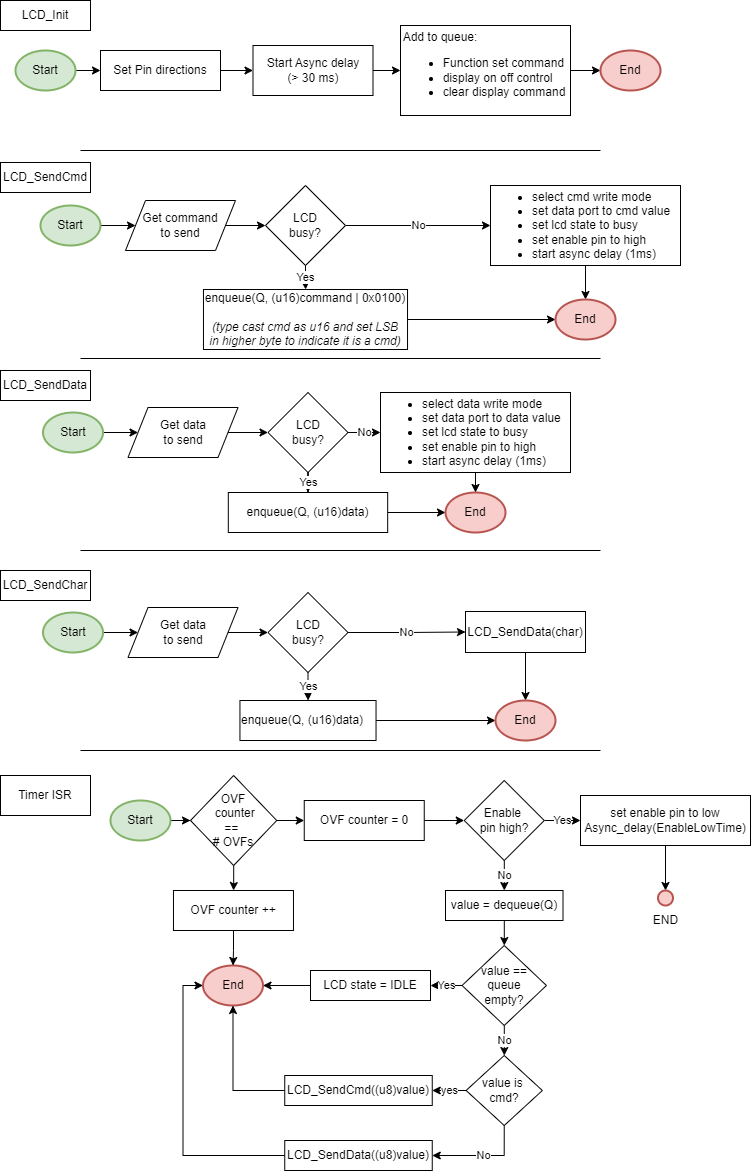 LCD_Init
Start
Set Pin directions
Start Async delay
(> 30 ms)
Add to queue:
• Function set command
• display on off control
• clear display command
End
LCD_SendCmd
Start
Get command
to send
LCD
busy?
No
• select cmd write mode
• set data port to cmd value
• set lcd state to busy
• set enable pin to high
• start async delay (1ms)
Yes
enqueue(Q, (u16)command | 0x0100)
(type cast cmd as u16 and set LSB
in higher byte to indicate it is a cmd)
End
LCD_SendData
Start
Get data
to send
LCD
busy?
No
• select data write mode
• set data port to data value
• set lcd state to busy
• set enable pin to high
• start async delay (1ms)
Yes
enqueue(Q, (u16)data)
End
LCD_SendChar
Start
Get data
to send
LCD
busy?
No
LCD_SendData(char)
Yes
enqueue(Q, (u16)data)
End
Timer ISR
Start
OVF
counter
==
# OVFs
OVF counter = 0
Enable
pin high?
Yes
set enable pin to low
Async_delay(EnableLowTime)
END
No
OVF counter ++
value = dequeue(Q)
End
LCD state = IDLE
Yes
value ==
queue
empty?
No
LCD_SendCmd((u8)value)
yes
value is
cmd?
LCD_SendData((u8)value)
No